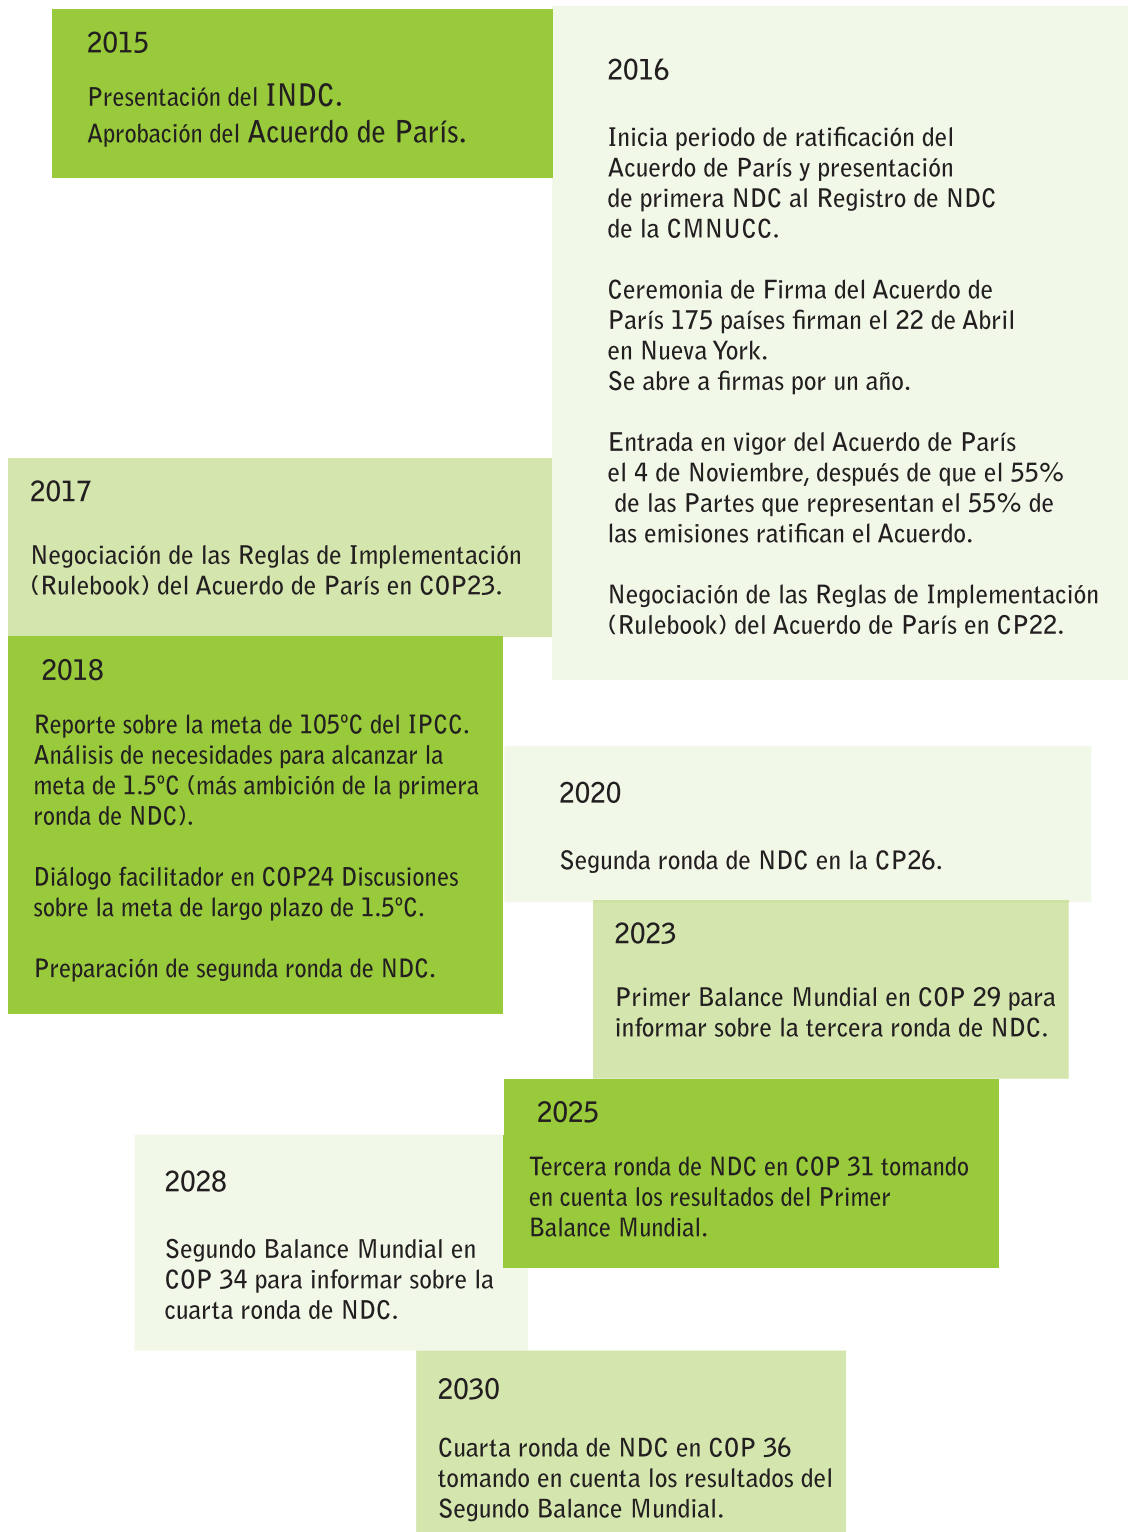 2015
Presentación del INDC.
Aprobación del Acuerdo de París.
2016
Inicia periodo de ratificación del
Acuerdo de París y presentación
de primera NDC al Registro de NDC
de la CMNUCC.
Ceremonia de Firma del Acuerdo de
París 175 países firman el 22 de Abril
en Nueva York.
Se abre a firmas por un año.
Entrada en vigor del Acuerdo de París
el 4 de Noviembre, después de que el 55%
de las Partes que representan el 55% de
las emisiones ratifican el Acuerdo.
Negociación de las Reglas de Implementación
(Rulebook) del Acuerdo de París en CP22.
2017
Negociación de las Reglas de Implementación
(Rulebook) del Acuerdo de París en COP23.
2018
Reporte sobre la meta de 105ºC del IPCC.
Análisis de necesidades para alcanzar la
meta de 1.5ºC (más ambición de la primera
ronda de NDC).
Diálogo facilitador en COP24 Discusiones
sobre la meta de largo plazo de 1.5ºC.
Preparación de segunda ronda de NDC.
2020
Segunda ronda de NDC en la CP26.
2023
Primer Balance Mundial en COP 29 para
informar sobre la tercera ronda de NDC.
2025
Tercera ronda de NDC en COP 31 tomando
en cuenta los resultados del Primer
Balance Mundial.
2028
Segundo Balance Mundial en
COP 34 para informar sobre la
cuarta ronda de NDC.
2030
Cuarta ronda de NDC en COP 36
tomando en cuenta los resultados del
Segundo Balance Mundial.